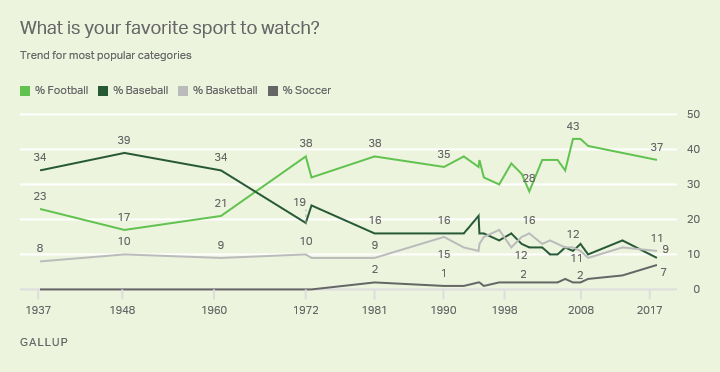 What is your favorite sport to watch?
Trend for most popular categories
% Football % Baseball % Basketball % Soccer
50
43
39 38 38 37 40
34 34 35
28 30
23 21 19
17 16 16 16 20
12 11
8 10 9 10 9 15 12 11 9 10
2 1 2 2 7
0
1937 1948 1960 1972 1981 1990 1998 2008 2017
GALLUP